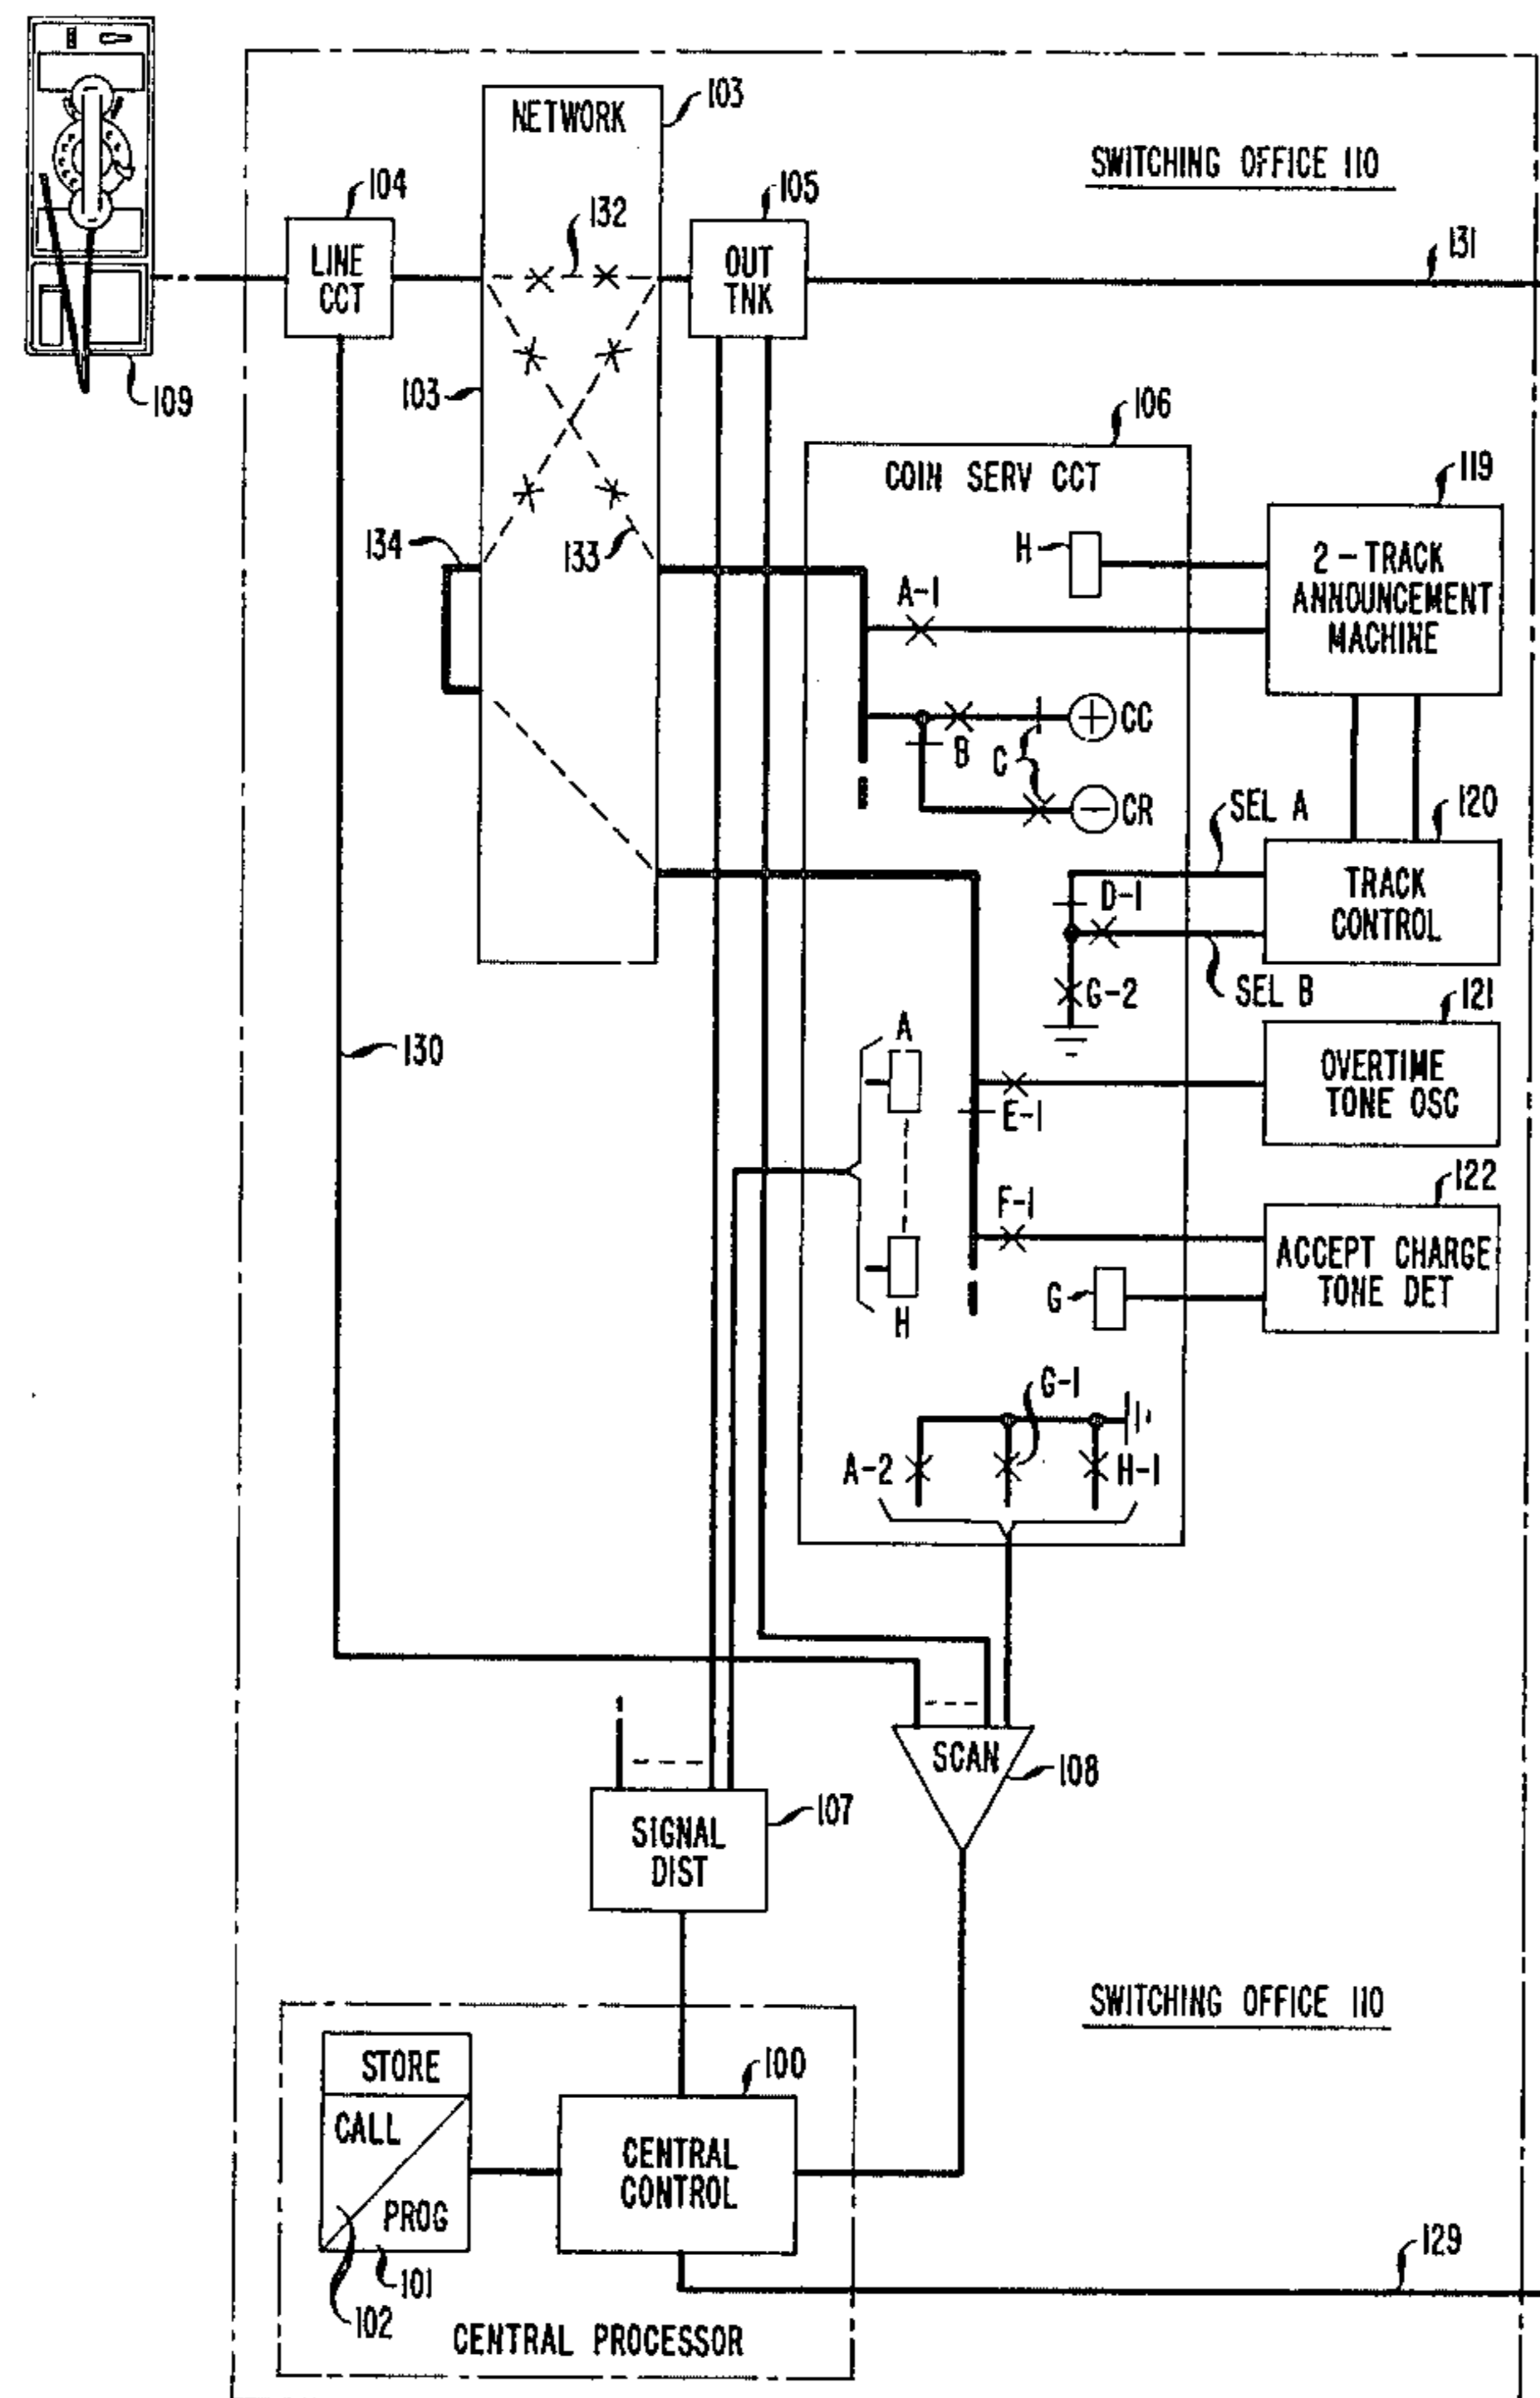 NETWORK
103
SWITCHING OFFICE 110
104
132
105
LINE
CCT
OUT
TNK
131
109
103
106
COIN SERV CCT
119
134
133
H
2-TRACK
ANNOUNCEMENT
MACHINE
A-1
CC
B
C
CR
SEL A
120
D-1
TRACK
CONTROL
G-2
SEL B
121
130
A
OVERTIME
TONE OSC
E-1
122
F-1
ACCEPT CHARGE
TONE DET
G
H
G-1
A-2
H-1
SCAN
108
107
SIGNAL
DIST
SWITCHING OFFICE 110
100
STORE
CALL
PROG
CENTRAL
CONTROL
129
101
102
CENTRAL PROCESSOR